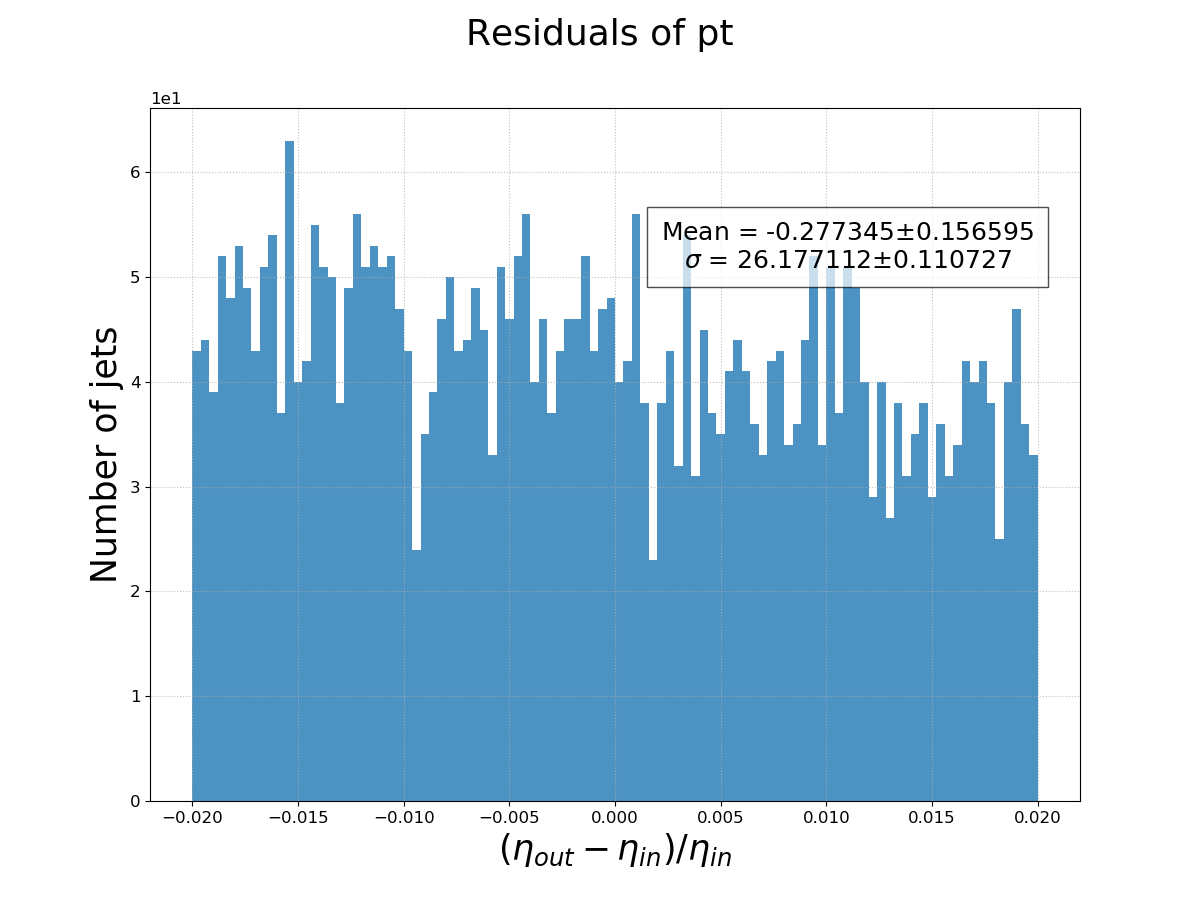 Residuals of pt
1e1
6
5
4
3
2
1
0
Number of jets
Mean = -0.277345±0.156595
σ = 26.177112±0.110727
−0.020 −0.015 −0.010 −0.005 0.000 0.005 0.010 0.015 0.020
(η_out − η_in)/η_in